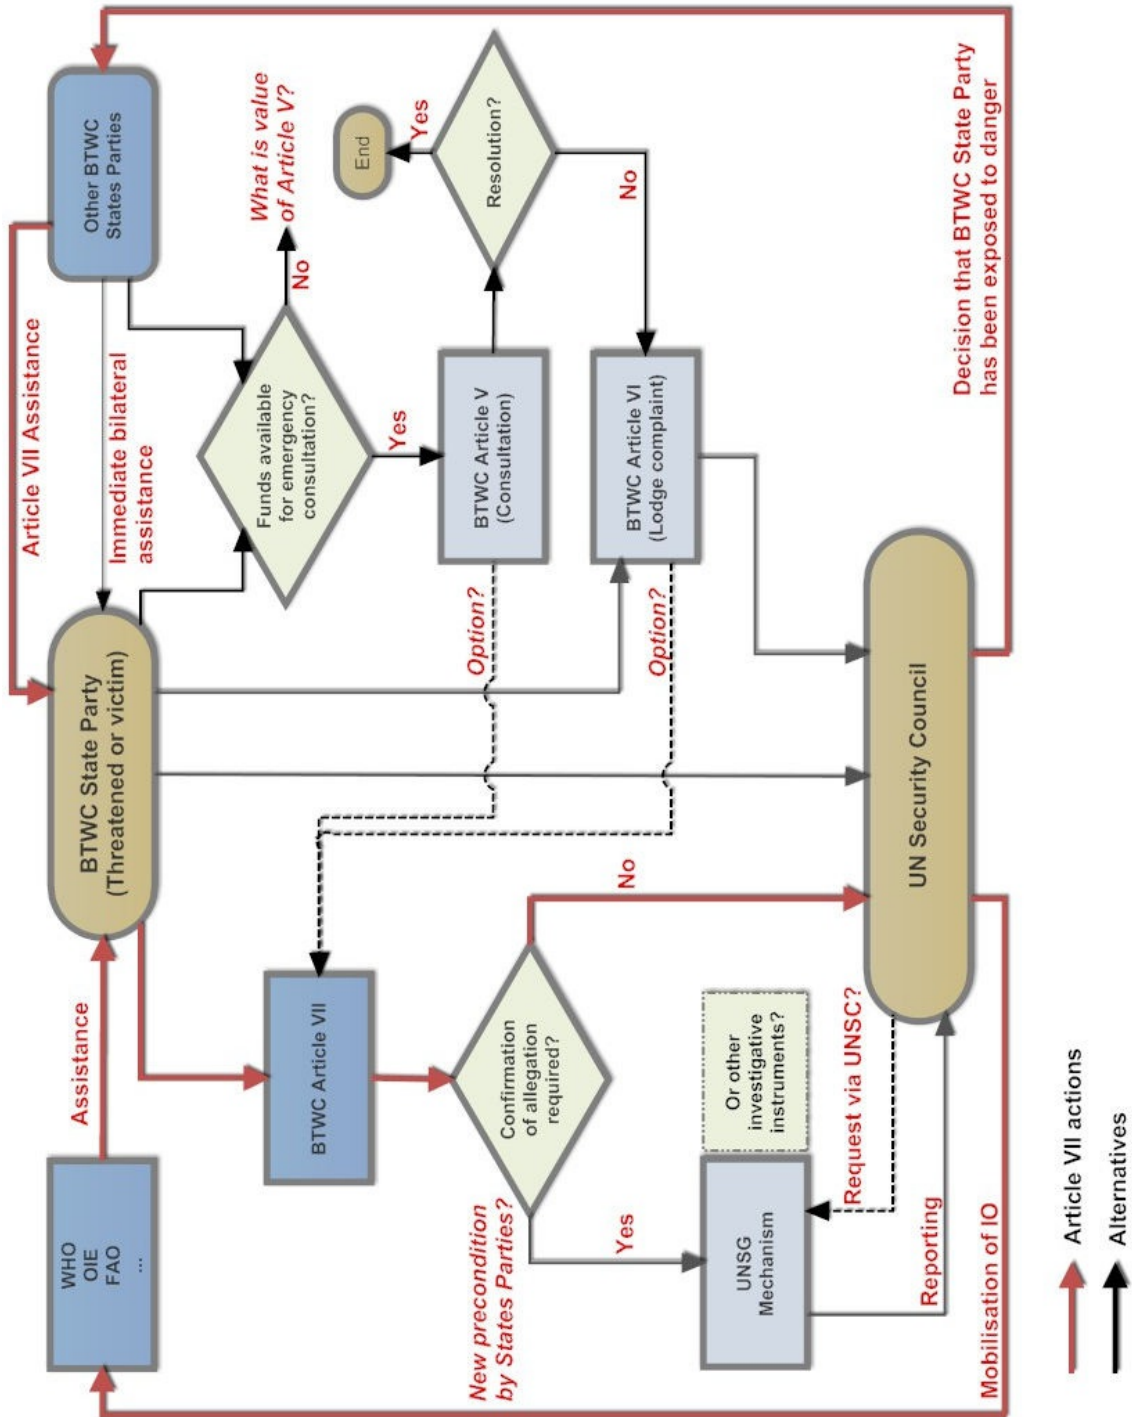 WHO
OIE
FAO
...
Assistance
BTWC State Party
(Threatened or victim)
Article VII Assistance
Immediate bilateral
assistance
Other BTWC
States Parties
BTWC Article VII
Funds available
for emergency
consultation?
No
What is value
of Article V?
Yes
New precondition
by States Parties?
Confirmation
of allegation
required?
Option?
BTWC Article V
(Consultation)
Resolution?
Yes
End
No
Yes
No
Option?
BTWC Article VI
(Lodge complaint)
UNSG
Mechanism
Or other
investigative
instruments?
Request via UNSC?
Reporting
UN Security Council
Mobilisation of IO
Decision that BTWC State Party
has been exposed to danger
Article VII actions
Alternatives